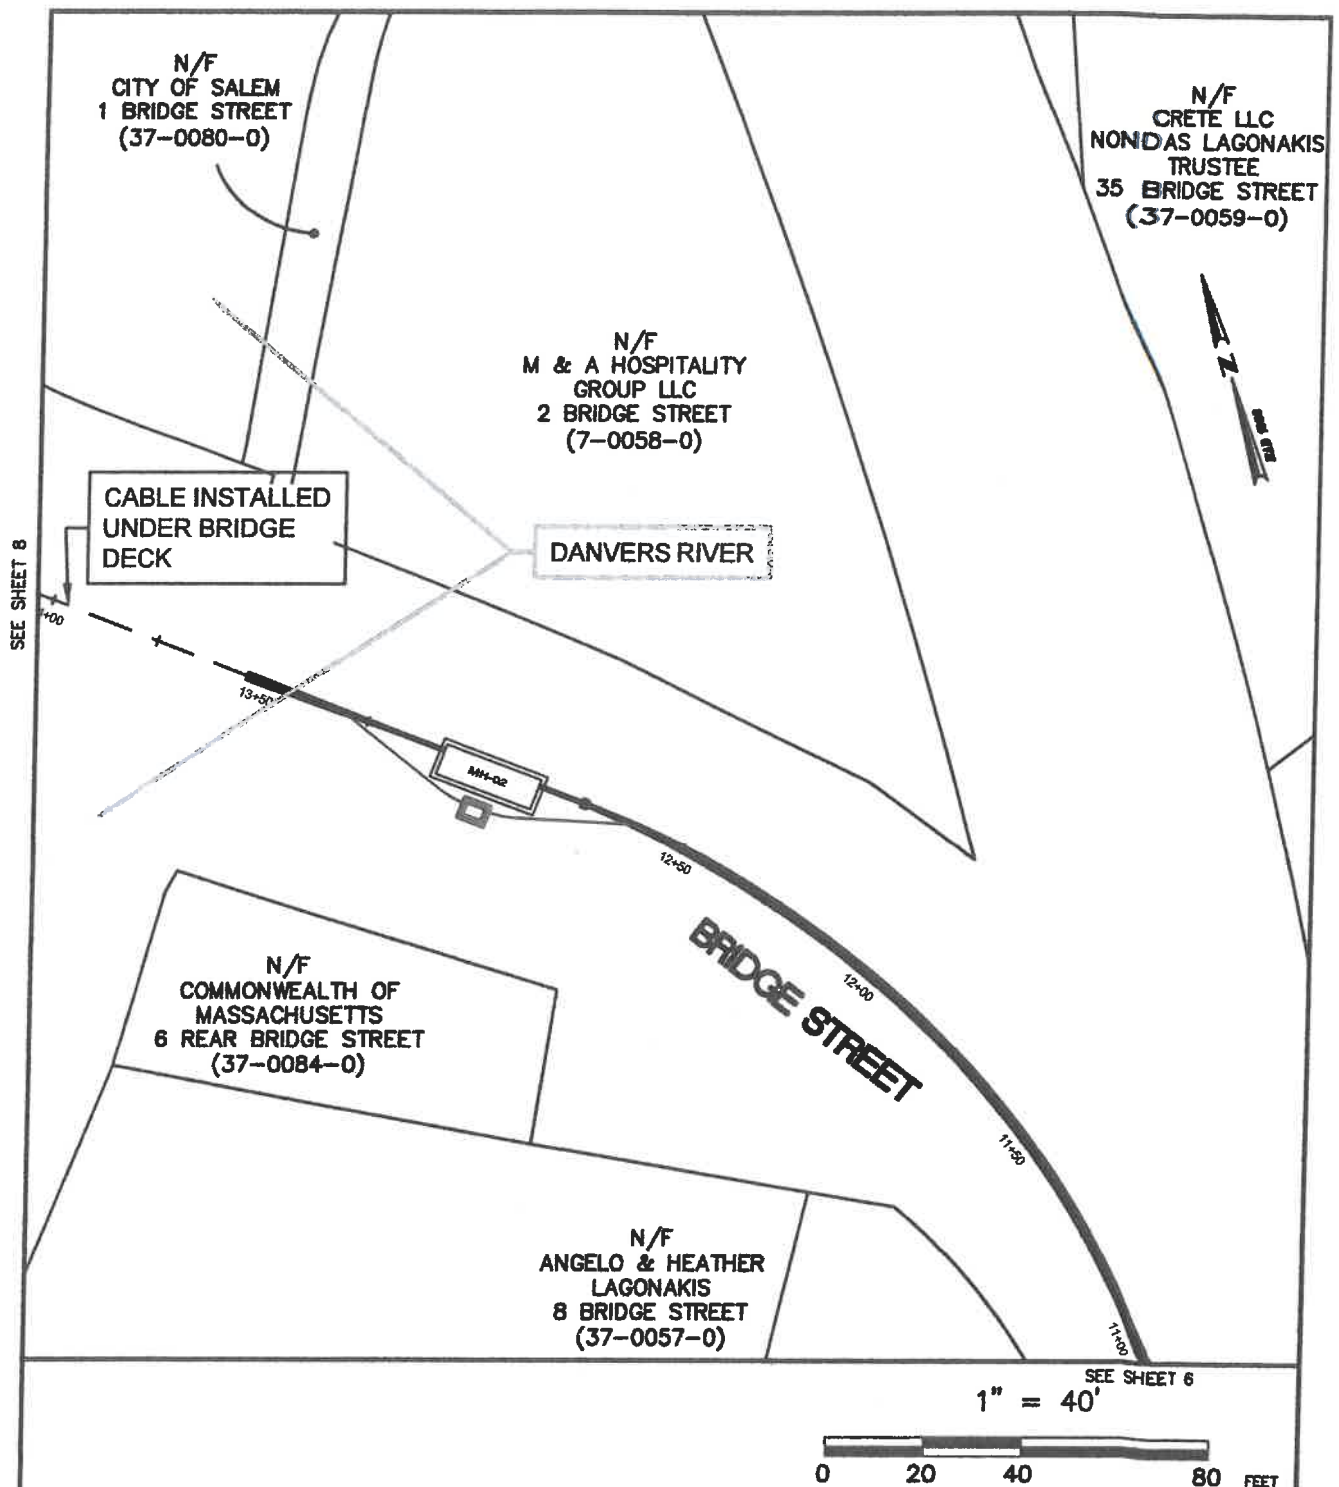 N/F
CITY OF SALEM
1 BRIDGE STREET
(37-0080-0)
N/F
CRETE LLC
NONDAS LAGONAKIS
TRUSTEE
35 BRIDGE STREET
(37-0059-0)
N
N/F
M & A HOSPITALITY
GROUP LLC
2 BRIDGE STREET
(7-0058-0)
CABLE INSTALLED
UNDER BRIDGE
DECK
DANVERS RIVER
SEE SHEET 8
+00
13+50
MH-02
12+50
BRIDGE STREET
12+00
11+50
11+00
N/F
COMMONWEALTH OF
MASSACHUSETTS
6 REAR BRIDGE STREET
(37-0084-0)
N/F
ANGELO & HEATHER
LAGONAKIS
8 BRIDGE STREET
(37-0057-0)
SEE SHEET 6
1" = 40'
0 20 40 80 FEET